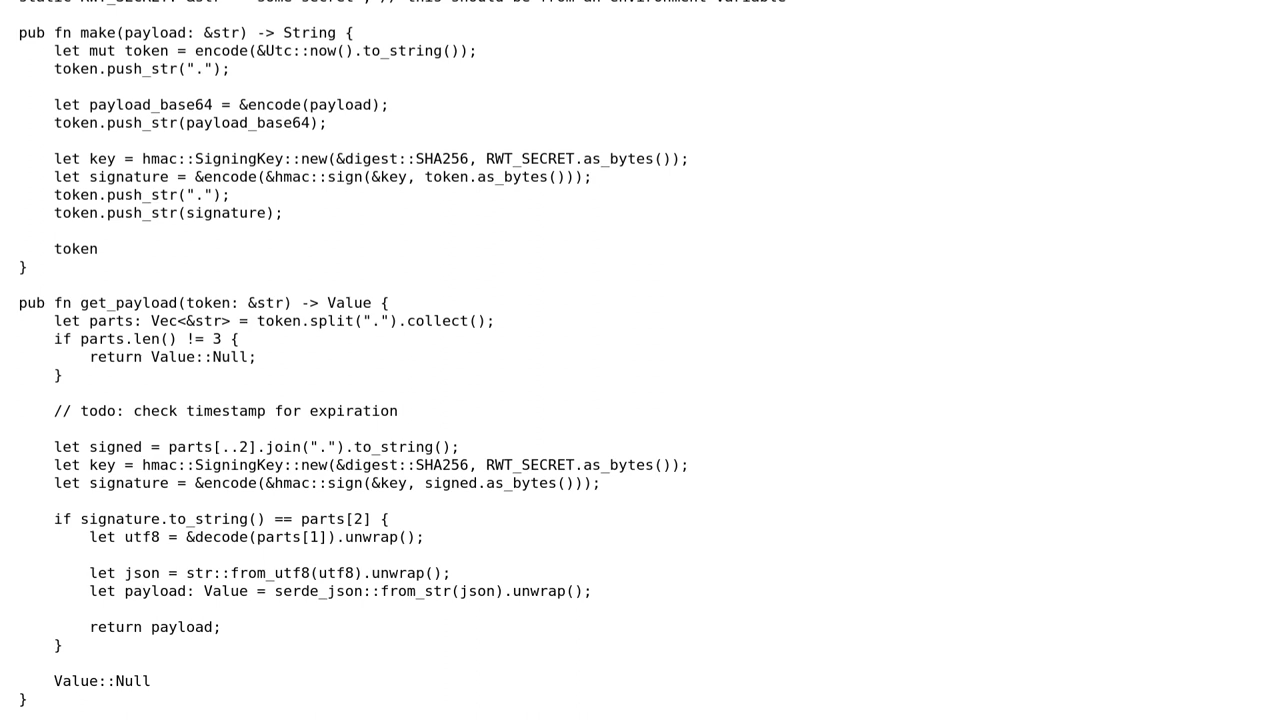 pub fn make(payload: &str) -> String {
    let mut token = encode(&Utc::now().to_string());
    token.push_str(".");

    let payload_base64 = &encode(payload);
    token.push_str(payload_base64);

    let key = hmac::SigningKey::new(&digest::SHA256, RWT_SECRET.as_bytes());
    let signature = &encode(&hmac::sign(&key, token.as_bytes()));
    token.push_str(".");
    token.push_str(signature);

    token
}

pub fn get_payload(token: &str) -> Value {
    let parts: Vec<&str> = token.split(".").collect();
    if parts.len() != 3 {
        return Value::Null;
    }

    // todo: check timestamp for expiration

    let signed = parts[..2].join(".").to_string();
    let key = hmac::SigningKey::new(&digest::SHA256, RWT_SECRET.as_bytes());
    let signature = &encode(&hmac::sign(&key, signed.as_bytes()));

    if signature.to_string() == parts[2] {
        let utf8 = &decode(parts[1]).unwrap();

        let json = str::from_utf8(utf8).unwrap();
        let payload: Value = serde_json::from_str(json).unwrap();

        return payload;
    }

    Value::Null
}